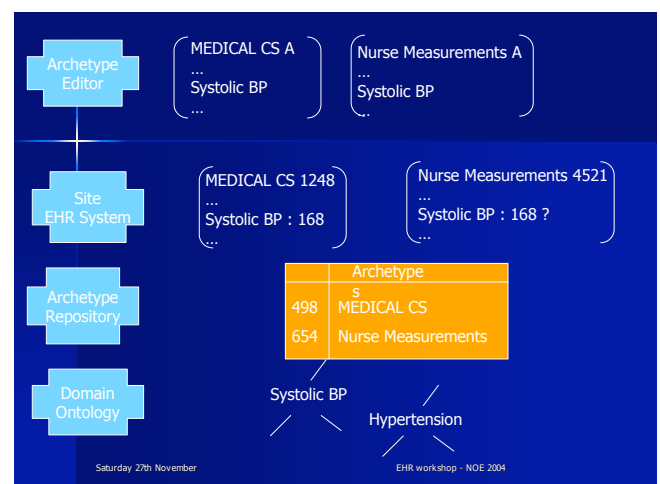 Archetype
Editor
MEDICAL CS A
...
Systolic BP
...
Nurse Measurements A
...
Systolic BP
...
Site
EHR System
MEDICAL CS 1248
...
Systolic BP : 168
...
Nurse Measurements 4521
...
Systolic BP : 168 ?
...
Archetype
Repository
Archetype
s
498 MEDICAL CS
654 Nurse Measurements
Domain
Ontology
Systolic BP
Hypertension
Saturday 27th November
EHR workshop - NOE 2004